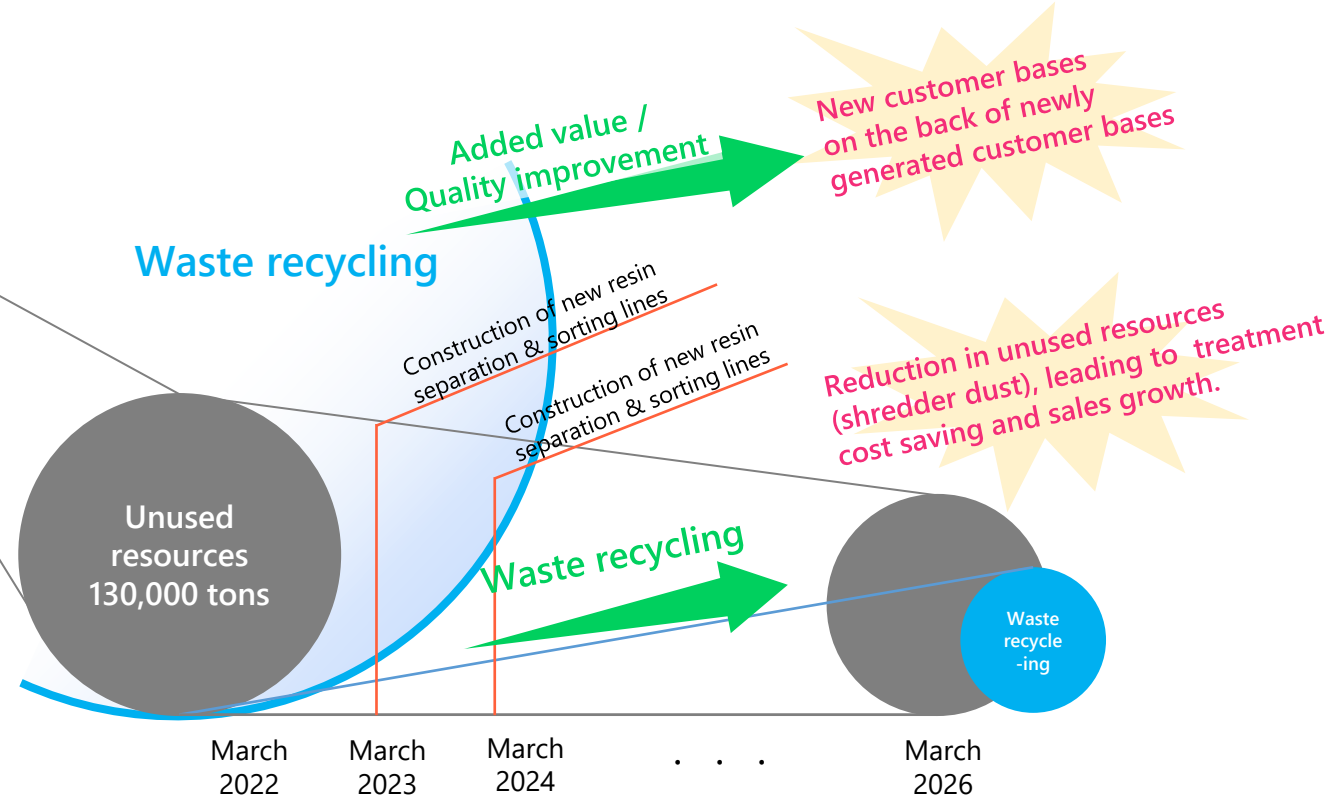 New customer bases
on the back of newly
generated customer bases
Added value /
Quality improvement
Waste recycling
Construction of new resin
separation & sorting lines
Construction of new resin
separation & sorting lines
Reduction in unused resources
(shredder dust), leading to treatment
cost saving and sales growth.
Unused
resources
130,000 tons
Waste recycling
Waste
recycle
-ing
March
2022
March
2023
March
2024
. . .
March
2026